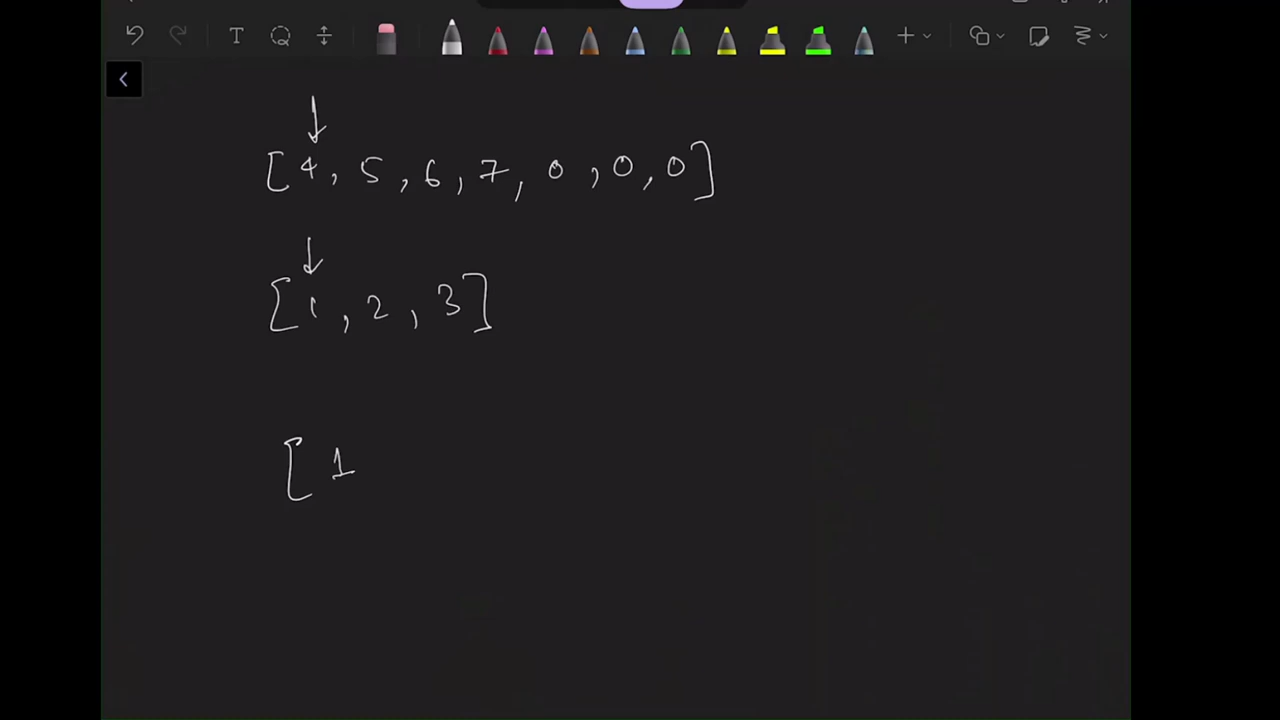 T
[4, 5, 6, 7, 0, 0, 0]
[1, 2, 3]
[ 1